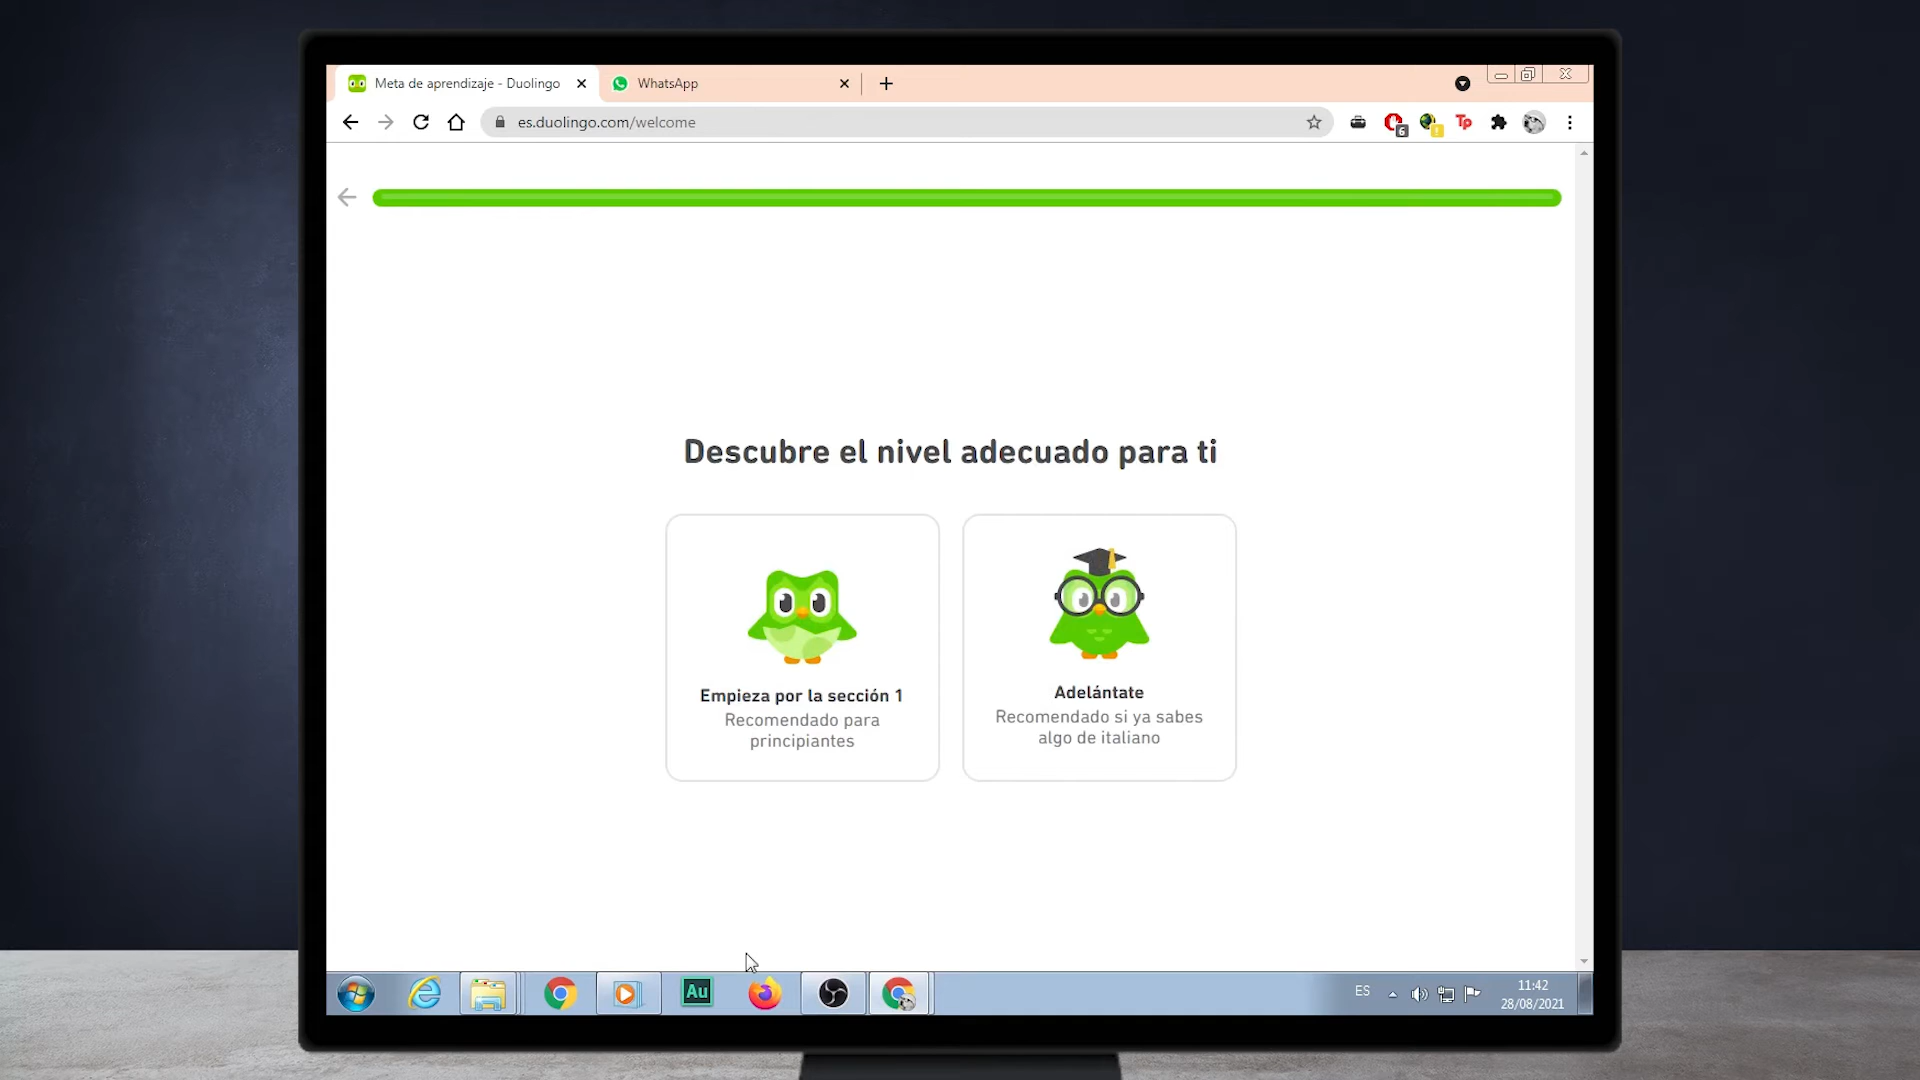 Meta de aprendizaje - Duolingo
WhatsApp
es.duolingo.com/welcome
6
Tp
Descubre el nivel adecuado para ti
Empieza por la sección 1
Recomendado para
principiantes
Adelántate
Recomendado si ya sabes
algo de italiano
Au
ES
11:42
28/08/2021